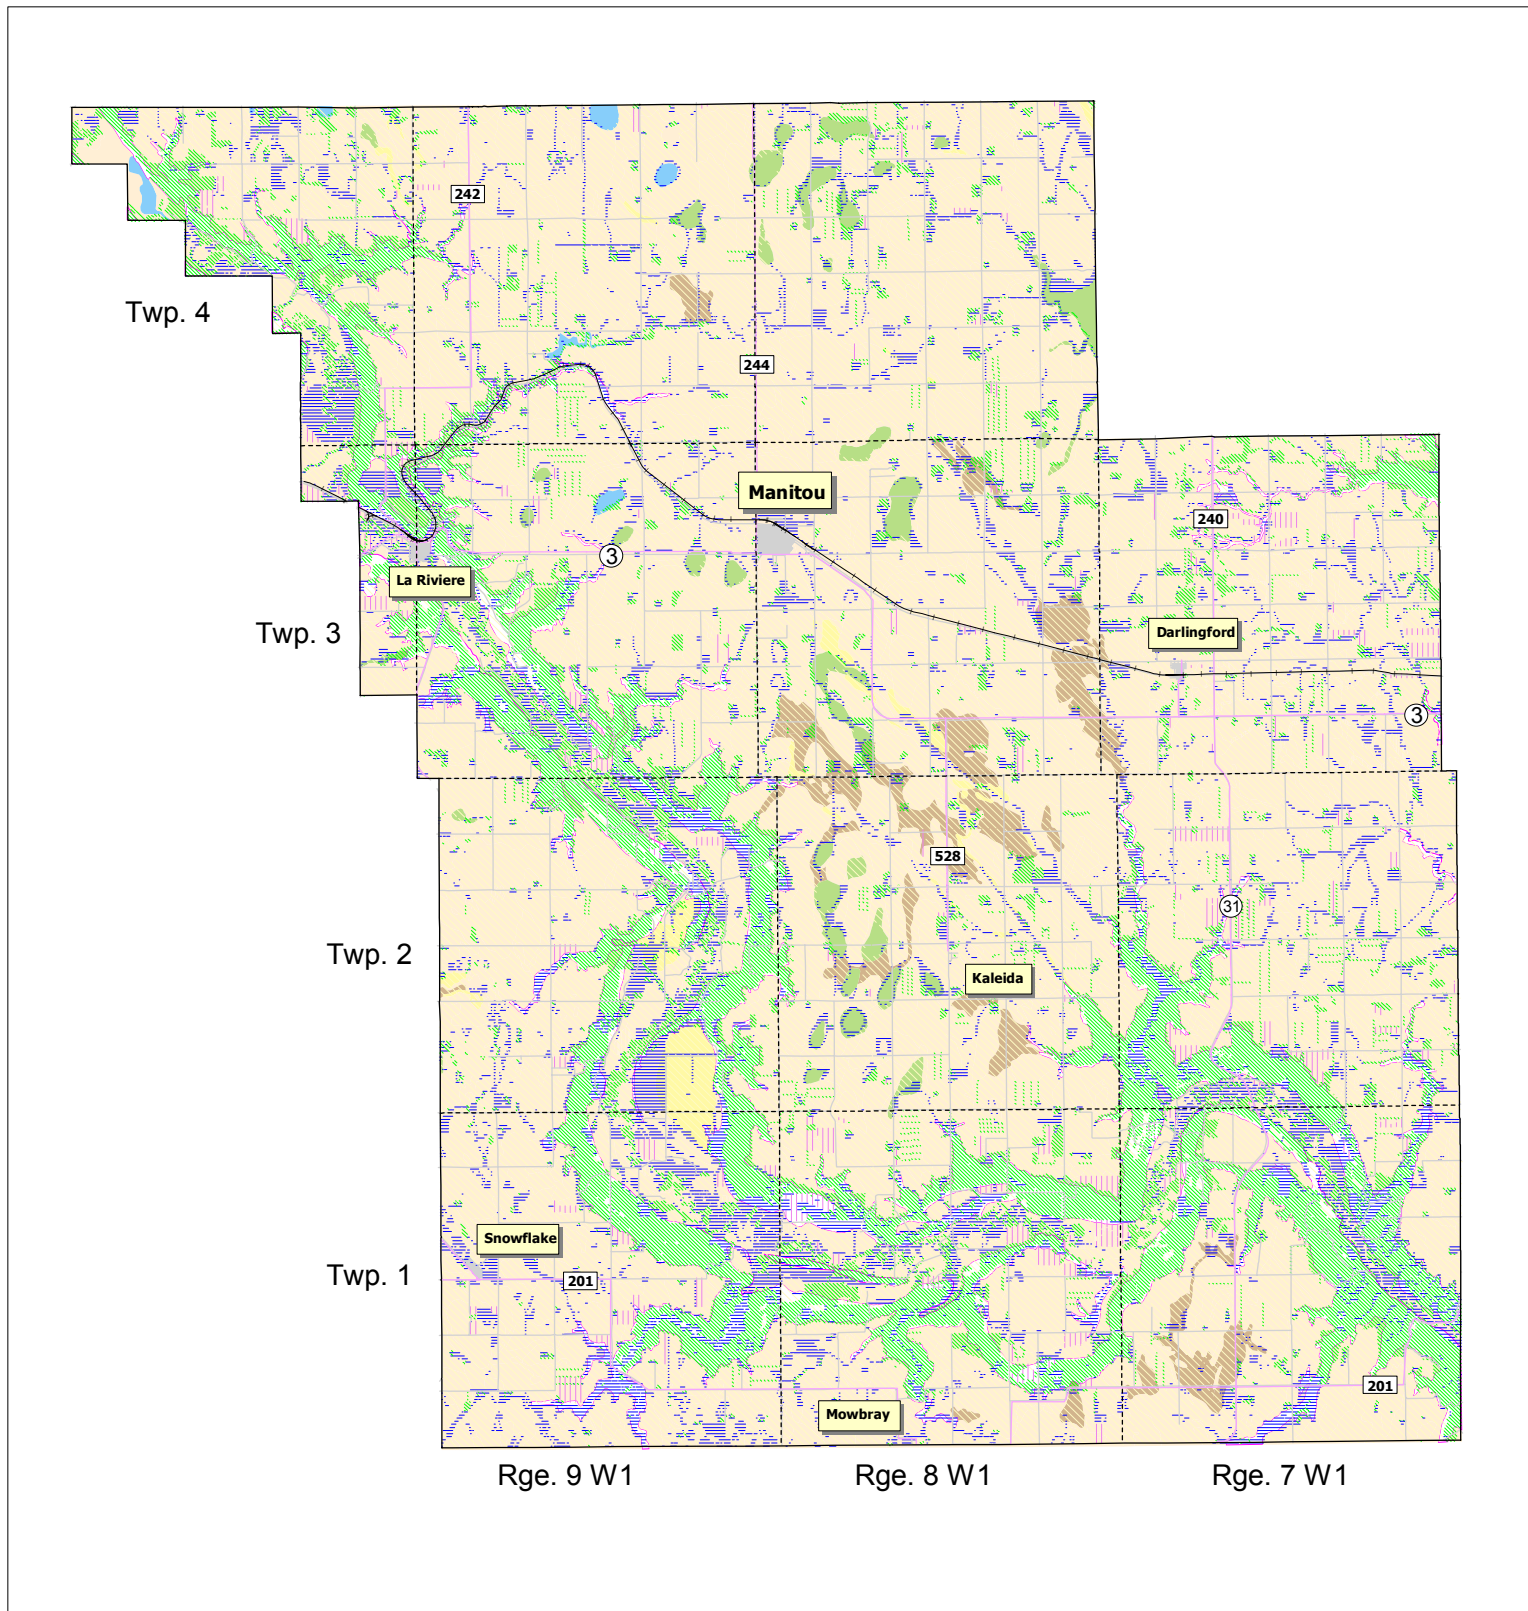 242
Twp. 4
244
Manitou
240
3
La Riviere
Twp. 3
Darlingford
3
528
31
Twp. 2
Kaleida
Snowflake
Twp. 1
201
201
Mowbray
Rge. 9 W1
Rge. 8 W1
Rge. 7 W1